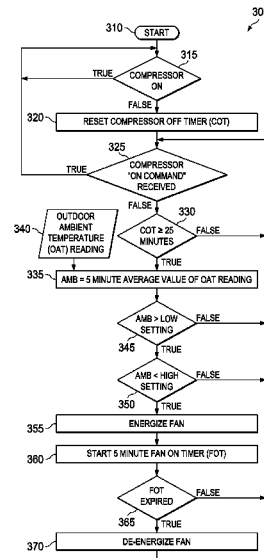 30
310
START
315
COMPRESSOR
ON
TRUE
FALSE
320
RESET COMPRESSOR OFF TIMER (COT)
325
COMPRESSOR
"ON COMMAND"
RECEIVED
TRUE
FALSE
330
340
OUTDOOR
AMBIENT
TEMPERATURE
(OAT) READING
COT ≥ 25
MINUTES
FALSE
TRUE
335
AMB = 5 MINUTE AVERAGE VALUE OF OAT READING
AMB > LOW
SETTING
FALSE
345
TRUE
AMB < HIGH
SETTING
FALSE
350
TRUE
355
ENERGIZE FAN
360
START 5 MINUTE FAN ON TIMER (FOT)
FOT
EXPIRED
FALSE
365
TRUE
370
DE-ENERGIZE FAN